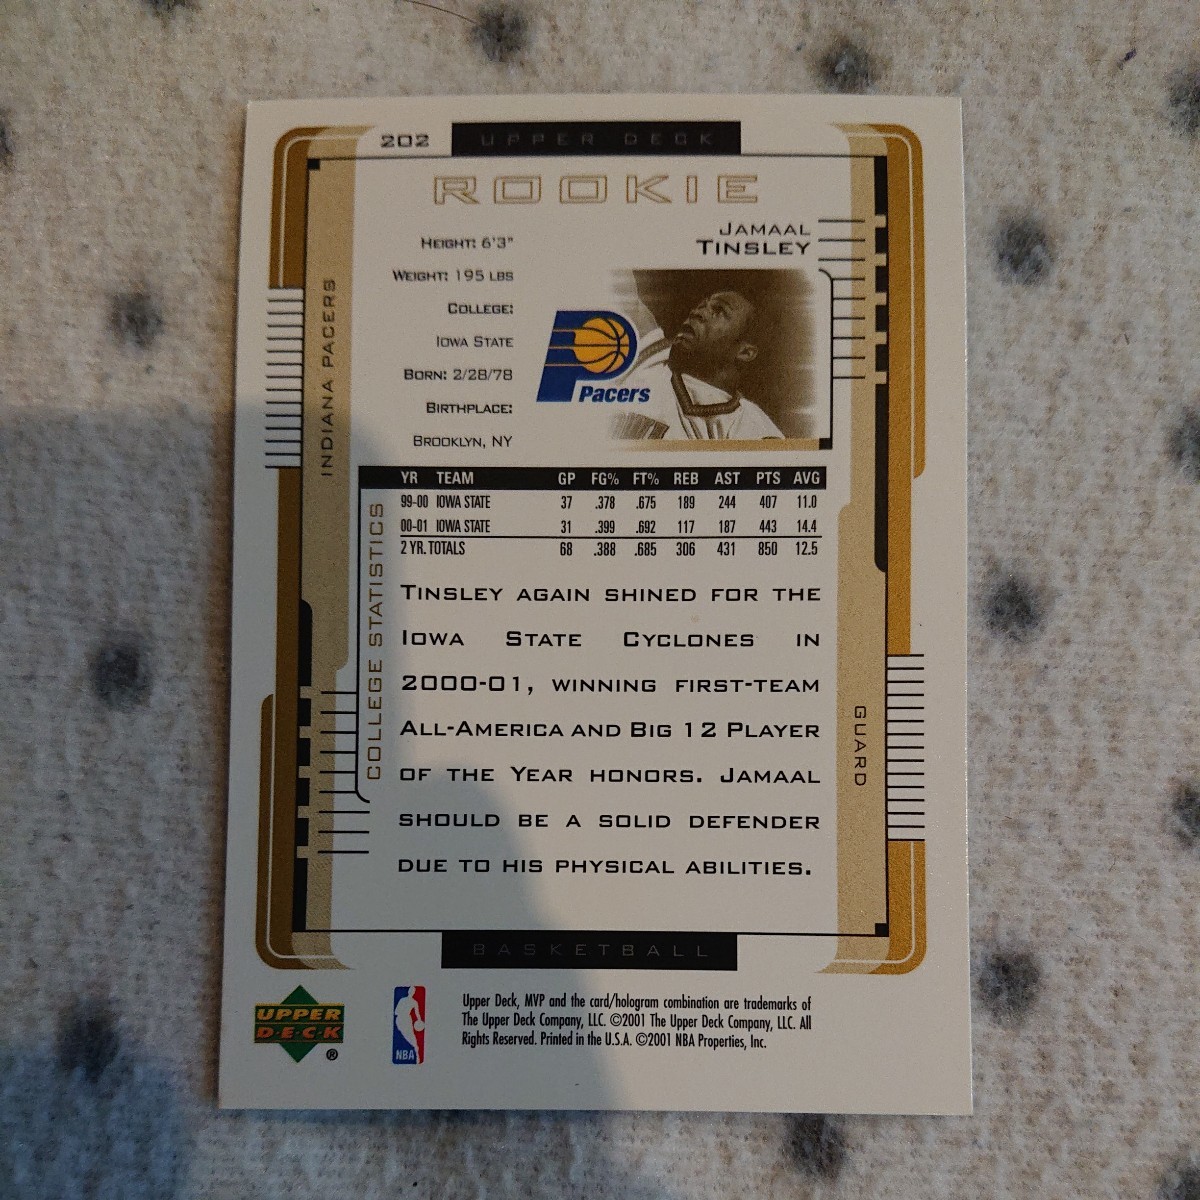 202 UPPER DECK
ROOKIE
JAMAAL
TINSLEY
HEIGHT: 6'3"
WEIGHT: 195 LBS
COLLEGE:
IOWA STATE
BORN: 2/28/78
BIRTHPLACE:
BROOKLYN, NY
Pacers
INDIANA PACERS
YR TEAM GP FG% FT% REB AST PTS AVG
99-00 IOWA STATE 37 .378 .675 189 244 407 11.0
00-01 IOWA STATE 31 .399 .692 117 187 443 14.4
2 YR. TOTALS 68 .388 .685 306 431 850 12.5
COLLEGE STATISTICS
TINSLEY AGAIN SHINED FOR THE
IOWA STATE CYCLONES IN
2000-01, WINNING FIRST-TEAM
ALL-AMERICA AND BIG 12 PLAYER
OF THE YEAR HONORS. JAMAAL
SHOULD BE A SOLID DEFENDER
DUE TO HIS PHYSICAL ABILITIES.
GUARD
BASKETBALL
UPPER
DECK
®
NBA
Upper Deck, MVP and the card/hologram combination are trademarks of
The Upper Deck Company, LLC. ©2001 The Upper Deck Company, LLC. All
Rights Reserved. Printed in the U.S.A. ©2001 NBA Properties, Inc.